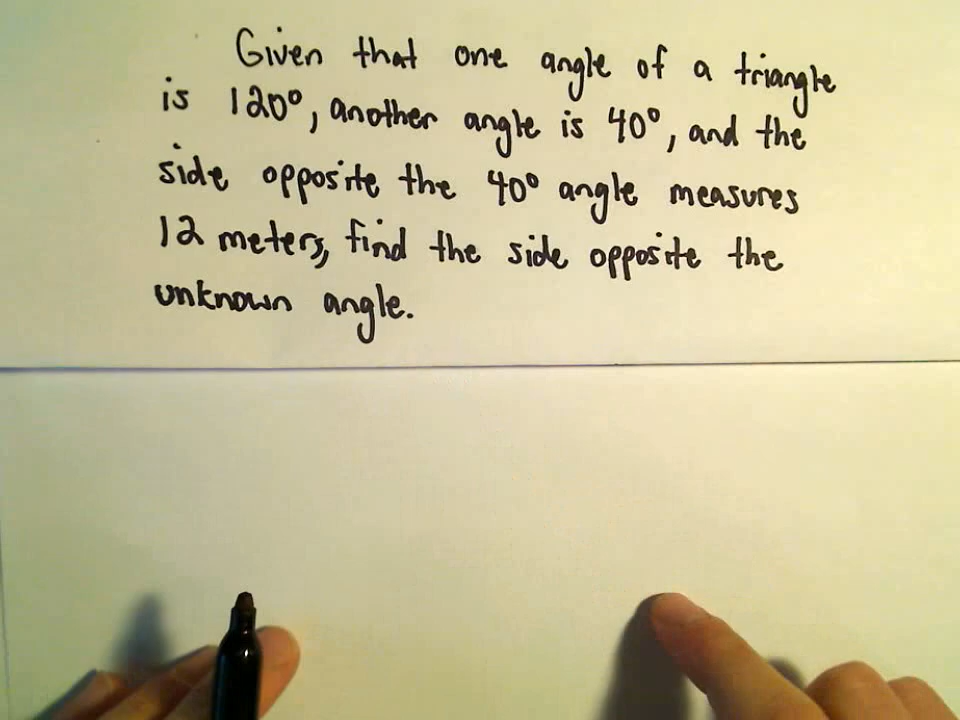 Given that one angle of a triangle
is 120°, another angle is 40°, and the
side opposite the 40° angle measures
12 meters, find the side opposite the
unknown angle.